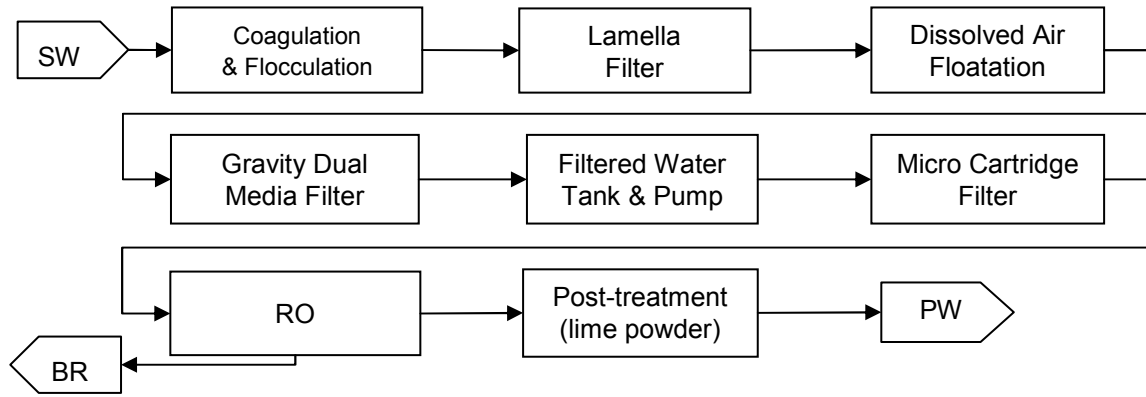 SW
Coagulation
& Flocculation
Lamella
Filter
Dissolved Air
Floatation
Gravity Dual
Media Filter
Filtered Water
Tank & Pump
Micro Cartridge
Filter
RO
Post-treatment
(lime powder)
PW
BR